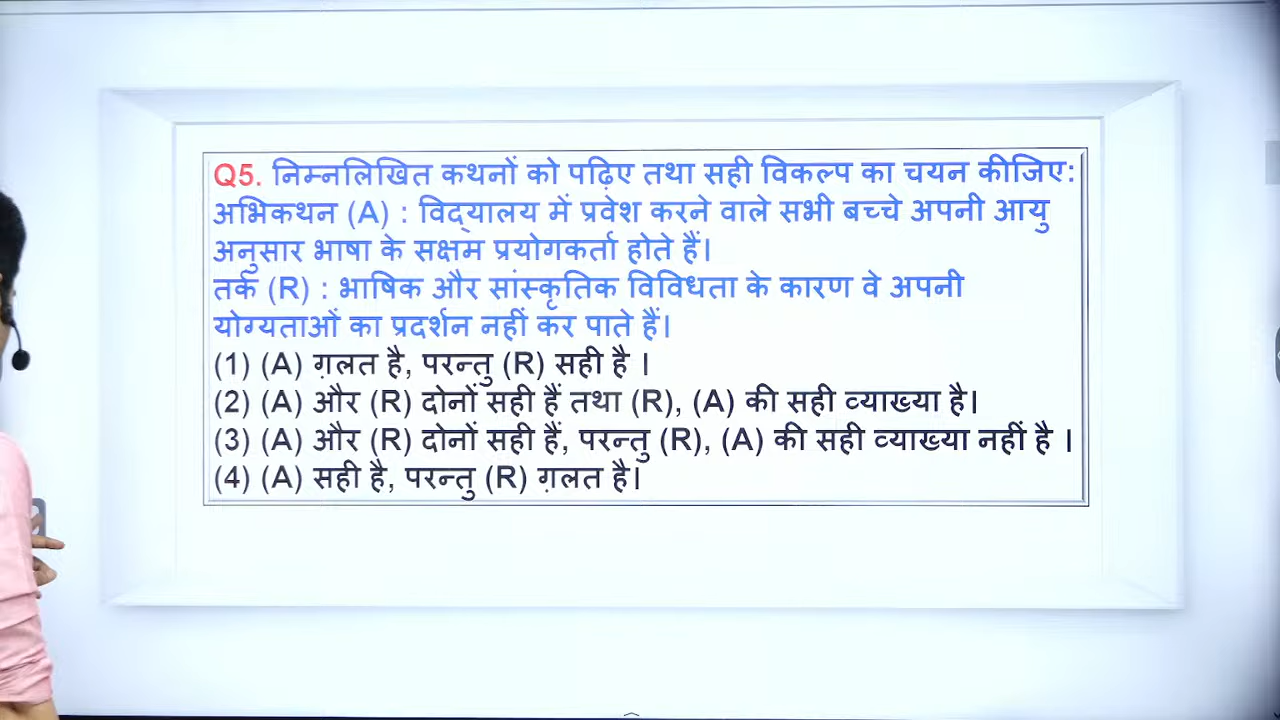 Q5. निम्नलिखित कथनों को पढ़िए तथा सही विकल्प का चयन कीजिए:
अभिकथन (A) : विद्यालय में प्रवेश करने वाले सभी बच्चे अपनी आयु
अनुसार भाषा के सक्षम प्रयोगकर्ता होते हैं।
तर्क (R) : भाषिक और सांस्कृतिक विविधता के कारण वे अपनी
योग्यताओं का प्रदर्शन नहीं कर पाते हैं।
(1) (A) ग़लत है, परन्तु (R) सही है ।
(2) (A) और (R) दोनों सही हैं तथा (R), (A) की सही व्याख्या है।
(3) (A) और (R) दोनों सही हैं, परन्तु (R), (A) की सही व्याख्या नहीं है ।
(4) (A) सही है, परन्तु (R) ग़लत है।